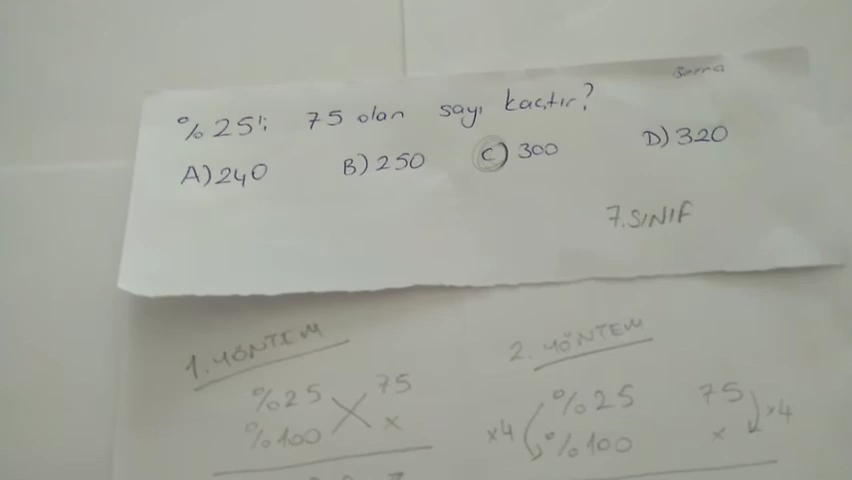 Berra
%25'i 75 olan sayı kaçtır?
A) 240 B) 250 C) 300 D) 320
7. SINIF
1. YÖNTEM
%25 75
%100 x
2. YÖNTEM
x4 %25 75 x4
%100 x